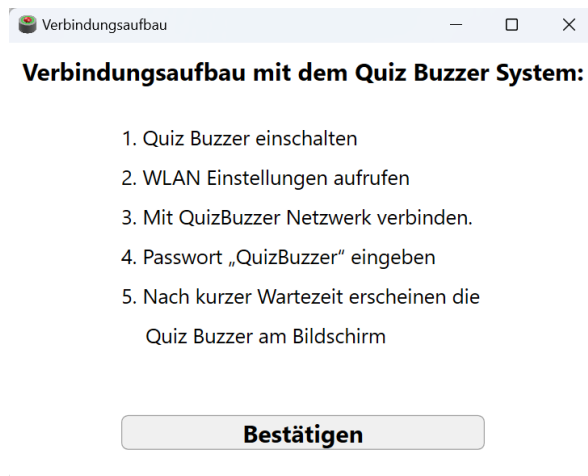 Verbindungsaufbau
Verbindungsaufbau mit dem Quiz Buzzer System:
1. Quiz Buzzer einschalten
2. WLAN Einstellungen aufrufen
3. Mit QuizBuzzer Netzwerk verbinden.
4. Passwort „QuizBuzzer“ eingeben
5. Nach kurzer Wartezeit erscheinen die
Quiz Buzzer am Bildschirm
Bestätigen